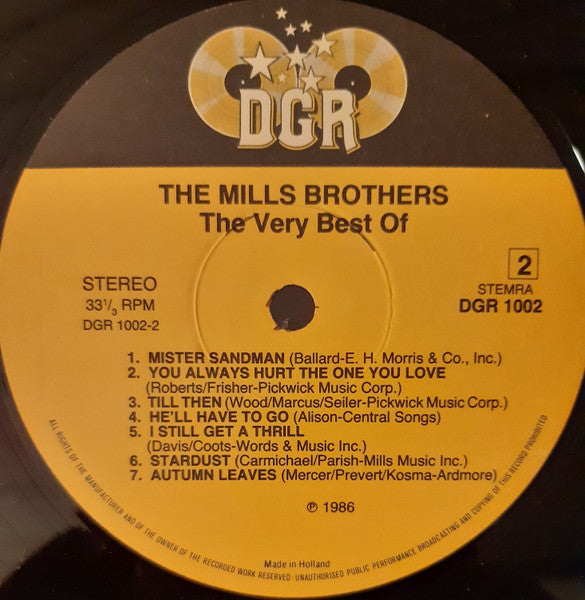 DGR
THE MILLS BROTHERS
The Very Best Of
STEREO
33 1/3 RPM
DGR 1002-2
2
STEMRA
DGR 1002
1. MISTER SANDMAN (Ballard-E. H. Morris & Co., Inc.)
2. YOU ALWAYS HURT THE ONE YOU LOVE
(Roberts/Frisher-Pickwick Music Corp.)
3. TILL THEN (Wood/Marcus/Seiler-Pickwick Music Corp.)
4. HE'LL HAVE TO GO (Alison-Central Songs)
5. I STILL GET A THRILL
(Davis/Coots-Words & Music Inc.)
6. STARDUST (Carmichael/Parish-Mills Music Inc.)
7. AUTUMN LEAVES (Mercer/Prevert/Kosma-Ardmore)
℗ 1986
Made in Holland
ALL RIGHTS OF THE MANUFACTURER AND OF THE OWNER OF THE RECORDED WORK RESERVED - UNAUTHORISED PUBLIC PERFORMANCE BROADCASTING AND COPYING OF THIS RECORD PROHIBITED